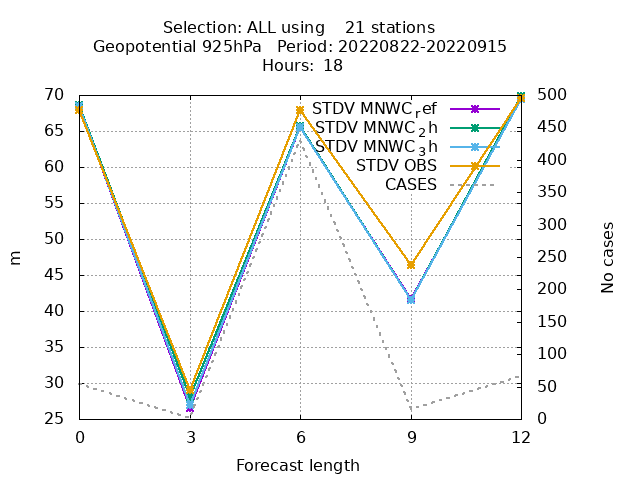 Selection: ALL using    21 stations
Geopotential 925hPa   Period: 20220822-20220915
Hours: 18
70
65
60
55
50
45
40
35
30
25
500
450
400
350
300
250
200
150
100
50
0
STDV MNWC_ref
STDV MNWC_2h
STDV MNWC_3h
STDV OBS
CASES
m
No cases
0 3 6 9 12
Forecast length